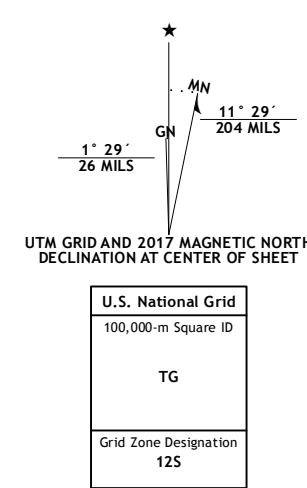 ★
MN
GN
11° 29´
204 MILS
1° 29´
26 MILS
UTM GRID AND 2017 MAGNETIC NORTH
DECLINATION AT CENTER OF SHEET
U.S. National Grid
100,000-m Square ID
TG
Grid Zone Designation
12S